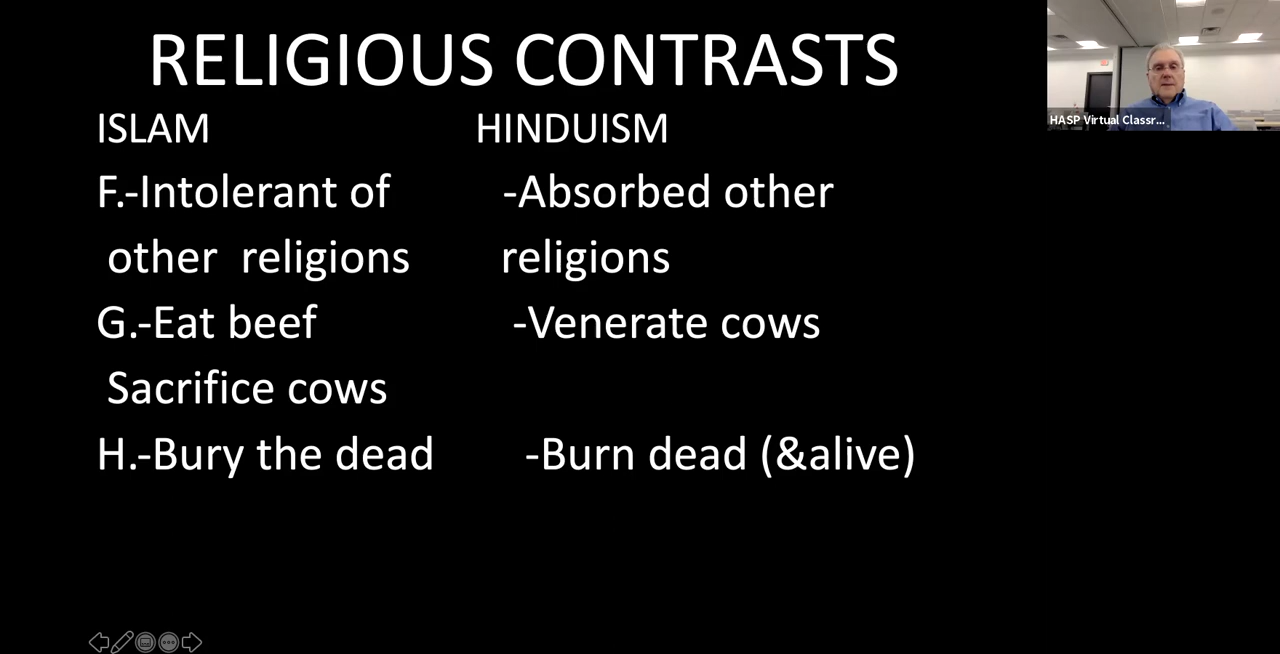 RELIGIOUS CONTRASTS
HASP Virtual Classr...
ISLAM HINDUISM
F.-Intolerant of -Absorbed other
other religions religions
G.-Eat beef -Venerate cows
Sacrifice cows
H.-Bury the dead -Burn dead (&alive)